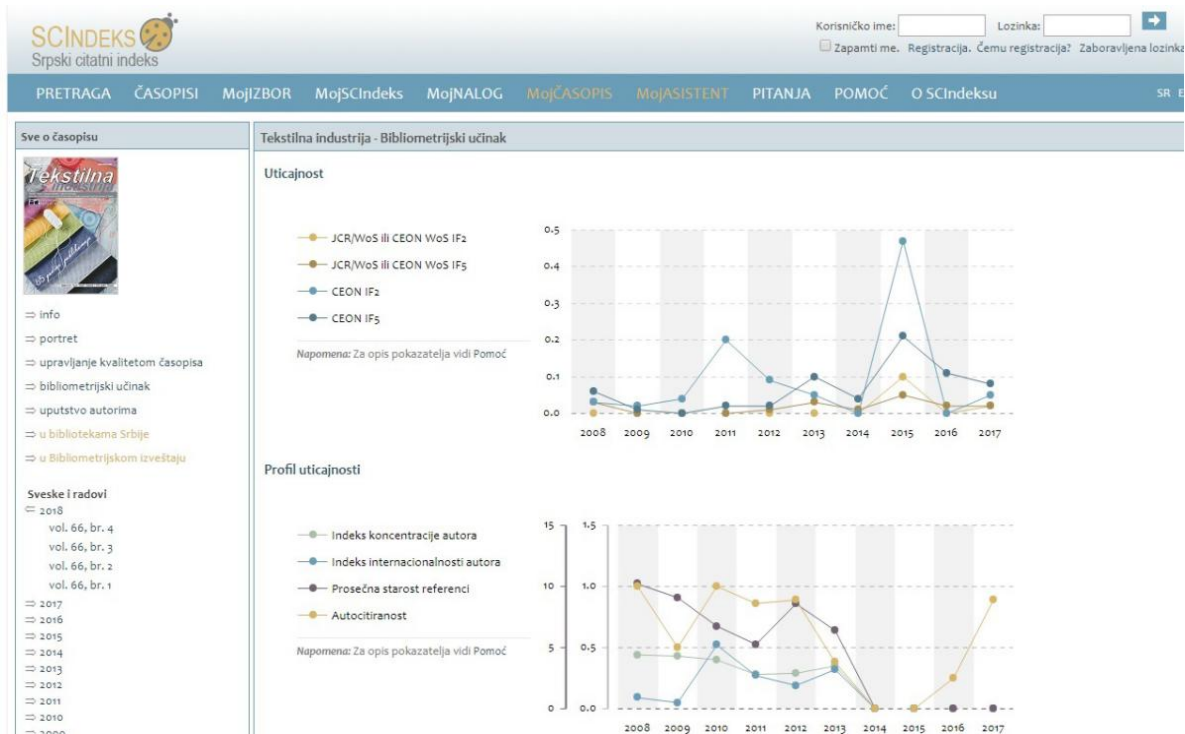 SCINDEKS
Srpski citatni indeks
Korisničko ime:
Lozinka:
Zapamti me. Registracija. Čemu registracija? Zaboravljena lozinka
PRETRAGA ČASOPISI MojIZBOR MojSCIndeks MojNALOG MojČASOPIS MojASISTENT PITANJA POMOĆ O SCIndeksu SR E
Sve o časopisu
Tekstilna
industrija
⇒ info
⇒ portret
⇒ upravljanje kvalitetom časopisa
⇒ bibliometrijski učinak
⇒ uputstvo autorima
⇒ u bibliotekama Srbije
⇒ u Bibliometrijskom izveštaju
Sveske i radovi
⇐ 2018
vol. 66, br. 4
vol. 66, br. 3
vol. 66, br. 2
vol. 66, br. 1
⇒ 2017
⇒ 2016
⇒ 2015
⇒ 2014
⇒ 2013
⇒ 2012
⇒ 2011
⇒ 2010
⇒ 2009
Tekstilna industrija - Bibliometrijski učinak
Uticajnost
JCR/WoS ili CEON WoS IF2
JCR/WoS ili CEON WoS IF5
CEON IF2
CEON IF5
Napomena: Za opis pokazatelja vidi Pomoć
0.5
0.4
0.3
0.2
0.1
0.0
2008 2009 2010 2011 2012 2013 2014 2015 2016 2017
Profil uticajnosti
Indeks koncentracije autora
Indeks internacionalnosti autora
Prosečna starost referenci
Autocitiranost
Napomena: Za opis pokazatelja vidi Pomoć
15 1.5
10 1.0
5 0.5
0 0.0
2008 2009 2010 2011 2012 2013 2014 2015 2016 2017